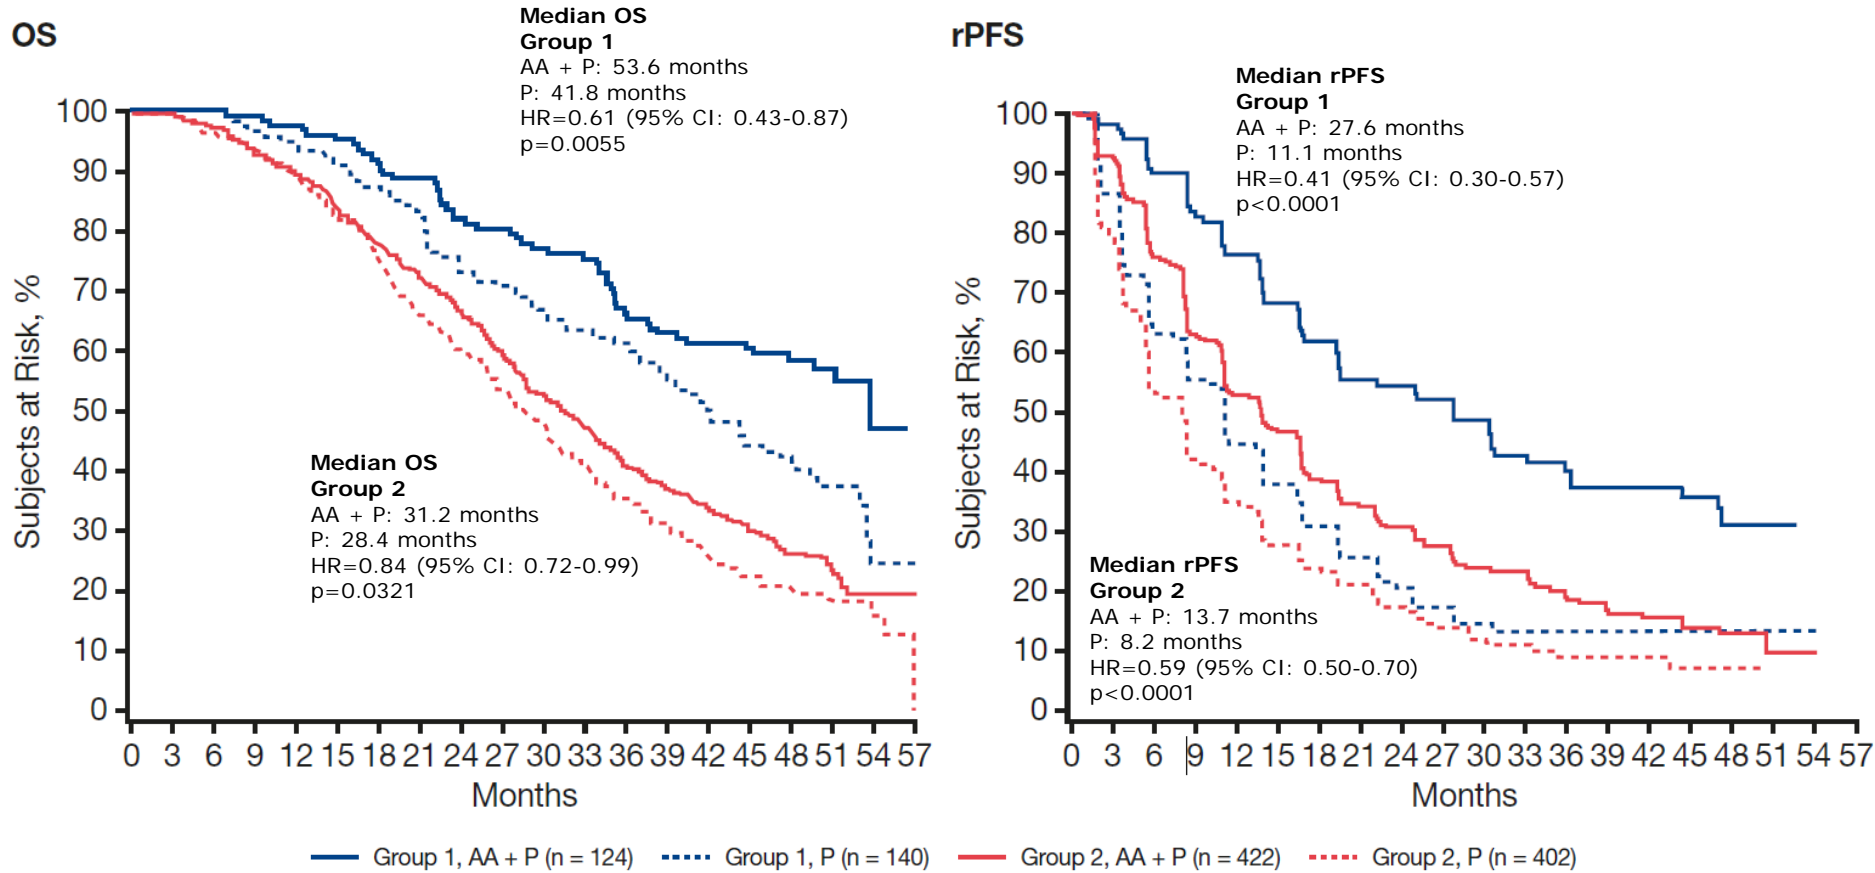 OS
Median OS
Group 1
AA + P: 53.6 months
P: 41.8 months
HR=0.61 (95% CI: 0.43-0.87)
p=0.0055
Median OS
Group 2
AA + P: 31.2 months
P: 28.4 months
HR=0.84 (95% CI: 0.72-0.99)
p=0.0321
Subjects at Risk, %
100
90
80
70
60
50
40
30
20
10
0
0 3 6 9 12 15 18 21 24 27 30 33 36 39 42 45 48 51 54 57
Months
rPFS
Median rPFS
Group 1
AA + P: 27.6 months
P: 11.1 months
HR=0.41 (95% CI: 0.30-0.57)
p<0.0001
Median rPFS
Group 2
AA + P: 13.7 months
P: 8.2 months
HR=0.59 (95% CI: 0.50-0.70)
p<0.0001
Subjects at Risk, %
100
90
80
70
60
50
40
30
20
10
0
0 3 6 9 12 15 18 21 24 27 30 33 36 39 42 45 48 51 54 57
Months
Group 1, AA + P (n = 124) Group 1, P (n = 140) Group 2, AA + P (n = 422) Group 2, P (n = 402)